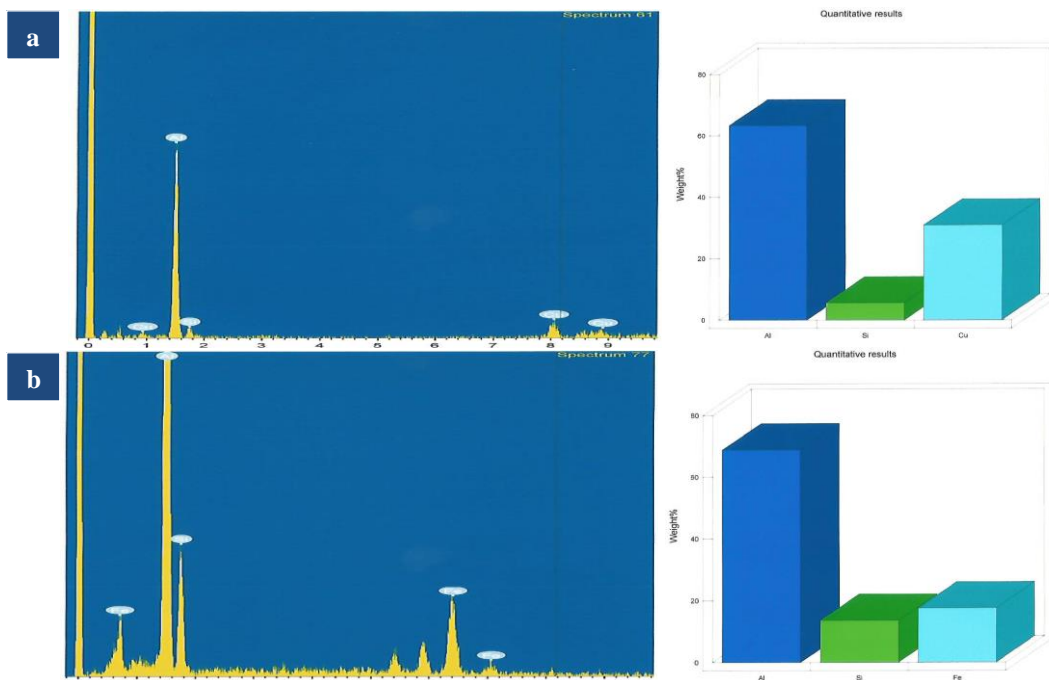 a
Spectrum 61
0 1 2 3 4 5 6 7 8 9
Quantitative results
Weight%
80
60
40
20
0
Al Si Cu
b
Spectrum 77
Quantitative results
Weight%
80
60
40
20
0
Al Si Fe